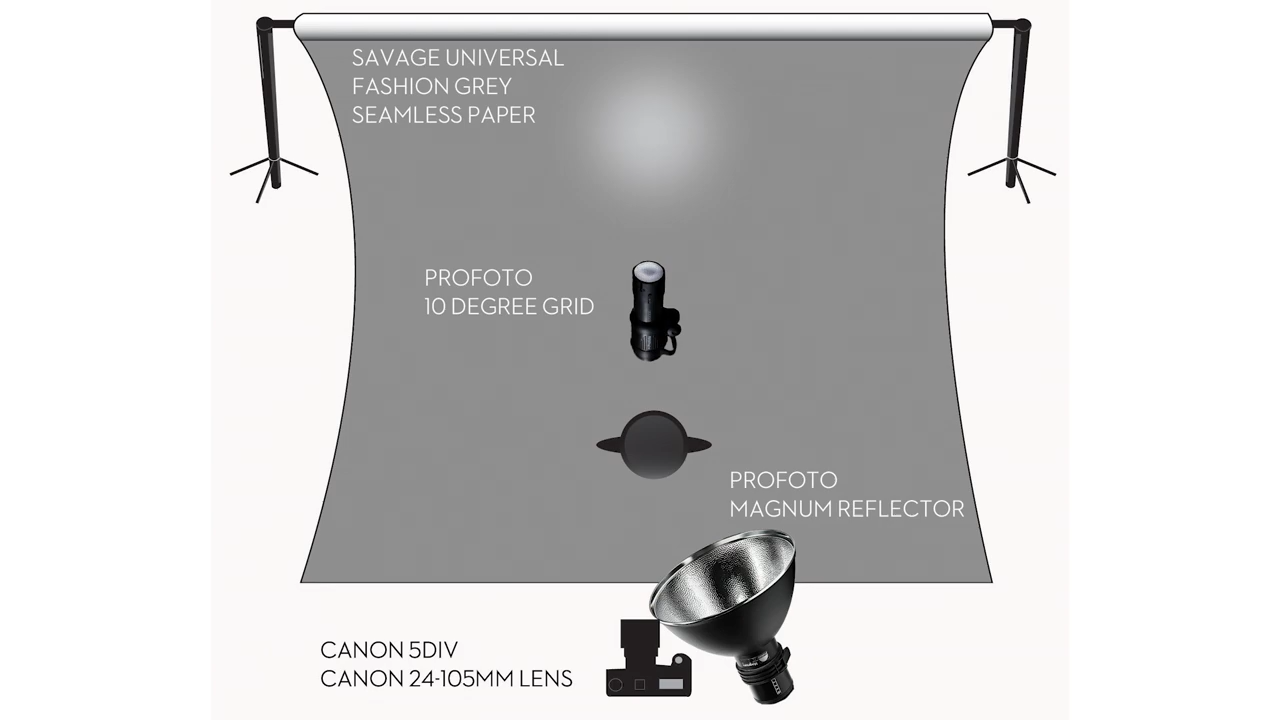 SAVAGE UNIVERSAL
FASHION GREY
SEAMLESS PAPER
PROFOTO
10 DEGREE GRID
PROFOTO
MAGNUM REFLECTOR
CANON 5DIV
CANON 24-105MM LENS